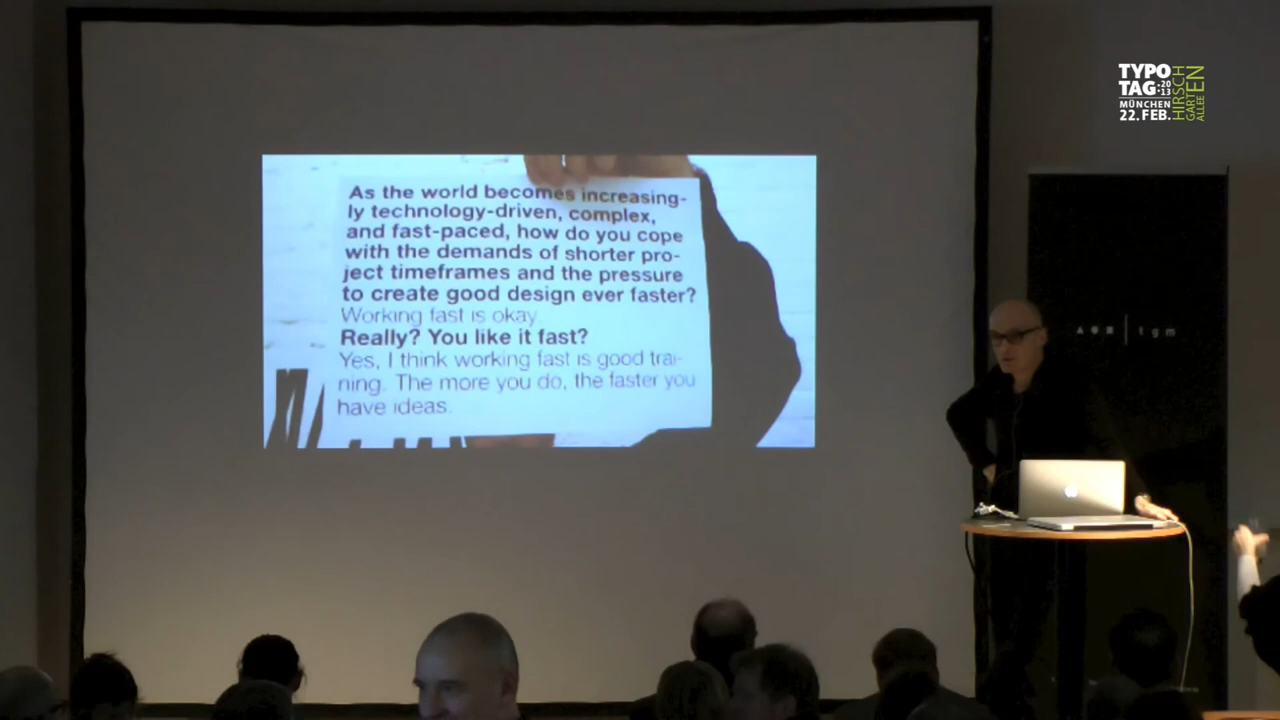 As the world becomes increasing-
ly technology-driven, complex,
and fast-paced, how do you cope
with the demands of shorter pro-
ject timeframes and the pressure
to create good design ever faster?
Working fast is okay.
Really? You like it fast?
Yes, I think working fast is good trai-
ning. The more you do, the faster you
have ideas.
TYPO
TAG:20
:13
MÜNCHEN
22. FEB.
HIRSCH
GARTEN
ALLEE
tgm